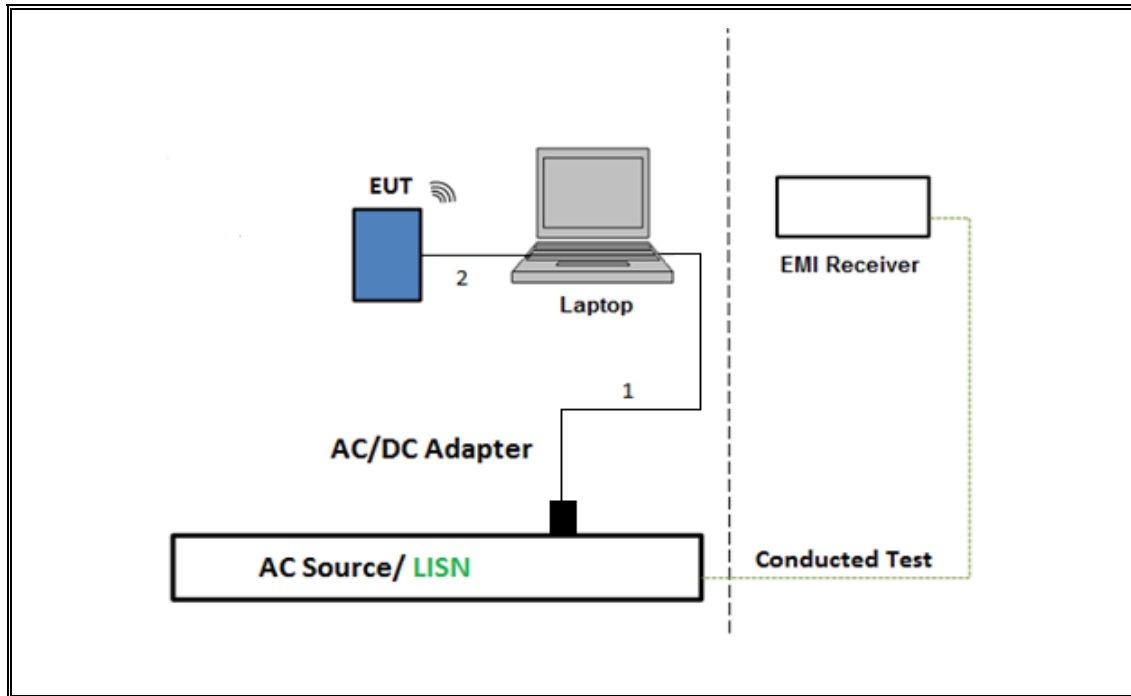 EUT
2
Laptop
EMI Receiver
1
AC/DC Adapter
AC Source/ LISN
Conducted Test